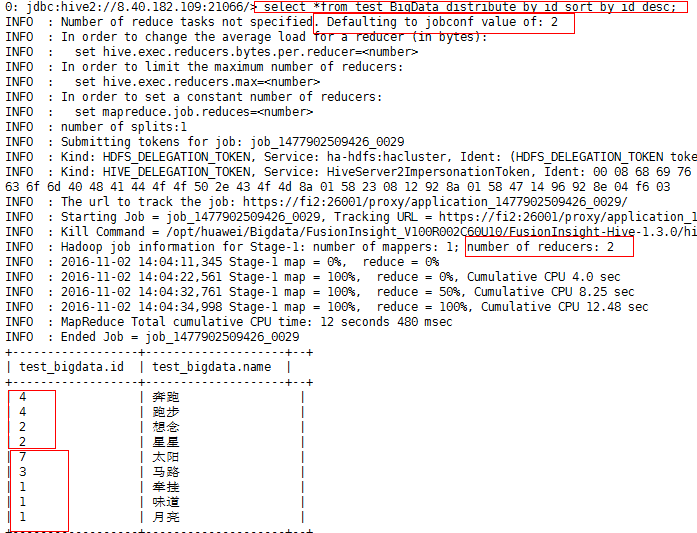 0: jdbc:hive2://8.40.182.109:21066/> select *from test_BigData distribute by id sort by id desc;
INFO  : Number of reduce tasks not specified. Defaulting to jobconf value of: 2
INFO  : In order to change the average load for a reducer (in bytes):
INFO  :   set hive.exec.reducers.bytes.per.reducer=<number>
INFO  : In order to limit the maximum number of reducers:
INFO  :   set hive.exec.reducers.max=<number>
INFO  : In order to set a constant number of reducers:
INFO  :   set mapreduce.job.reduces=<number>
INFO  : number of splits:1
INFO  : Submitting tokens for job: job_1477902509426_0029
INFO  : Kind: HDFS_DELEGATION_TOKEN, Service: ha-hdfs:hacluster, Ident: (HDFS_DELEGATION_TOKEN toke
INFO  : Kind: HIVE_DELEGATION_TOKEN, Service: HiveServer2ImpersonationToken, Ident: 00 08 68 69 76
63 6f 6d 40 48 41 44 4f 4f 50 2e 43 4f 4d 8a 01 58 23 08 12 92 8a 01 58 47 14 96 92 8e 04 f6 03
INFO  : The url to track the job: https://fi2:26001/proxy/application_1477902509426_0029/
INFO  : Starting Job = job_1477902509426_0029, Tracking URL = https://fi2:26001/proxy/application_1
INFO  : Kill Command = /opt/huawei/Bigdata/FusionInsight_V100R002C60U10/FusionInsight-Hive-1.3.0/hi
INFO  : Hadoop job information for Stage-1: number of mappers: 1; number of reducers: 2
INFO  : 2016-11-02 14:04:11,345 Stage-1 map = 0%,  reduce = 0%
INFO  : 2016-11-02 14:04:22,561 Stage-1 map = 100%,  reduce = 0%, Cumulative CPU 4.0 sec
INFO  : 2016-11-02 14:04:32,761 Stage-1 map = 100%,  reduce = 50%, Cumulative CPU 8.25 sec
INFO  : 2016-11-02 14:04:34,998 Stage-1 map = 100%,  reduce = 100%, Cumulative CPU 12.48 sec
INFO  : MapReduce Total cumulative CPU time: 12 seconds 480 msec
INFO  : Ended Job = job_1477902509426_0029
+------------------+--------------------+--+
| test_bigdata.id  | test_bigdata.name  |
+------------------+--------------------+--+
| 4                | 奔跑                |
| 4                | 跑步                |
| 2                | 想念                |
| 2                | 星星                |
| 7                | 太阳                |
| 3                | 马路                |
| 1                | 牵挂                |
| 1                | 味道                |
| 1                | 月亮                |
+------------------+--------------------+--+